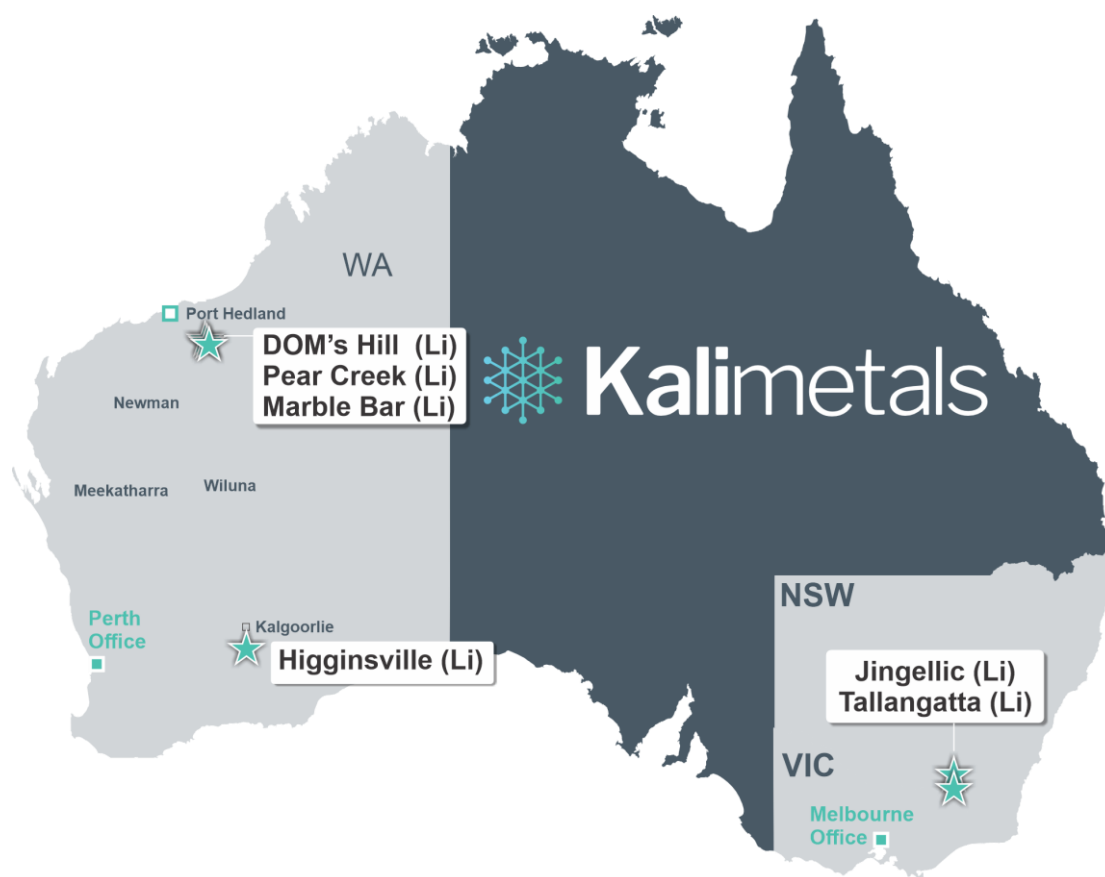 WA
Port Hedland
DOM's Hill (Li)
Pear Creek (Li)
Marble Bar (Li)
Kalimetals
Newman
Meekatharra
Wiluna
NSW
Perth
Office
Kalgoorlie
Higginsville (Li)
Jingellic (Li)
Tallangatta (Li)
VIC
Melbourne
Office